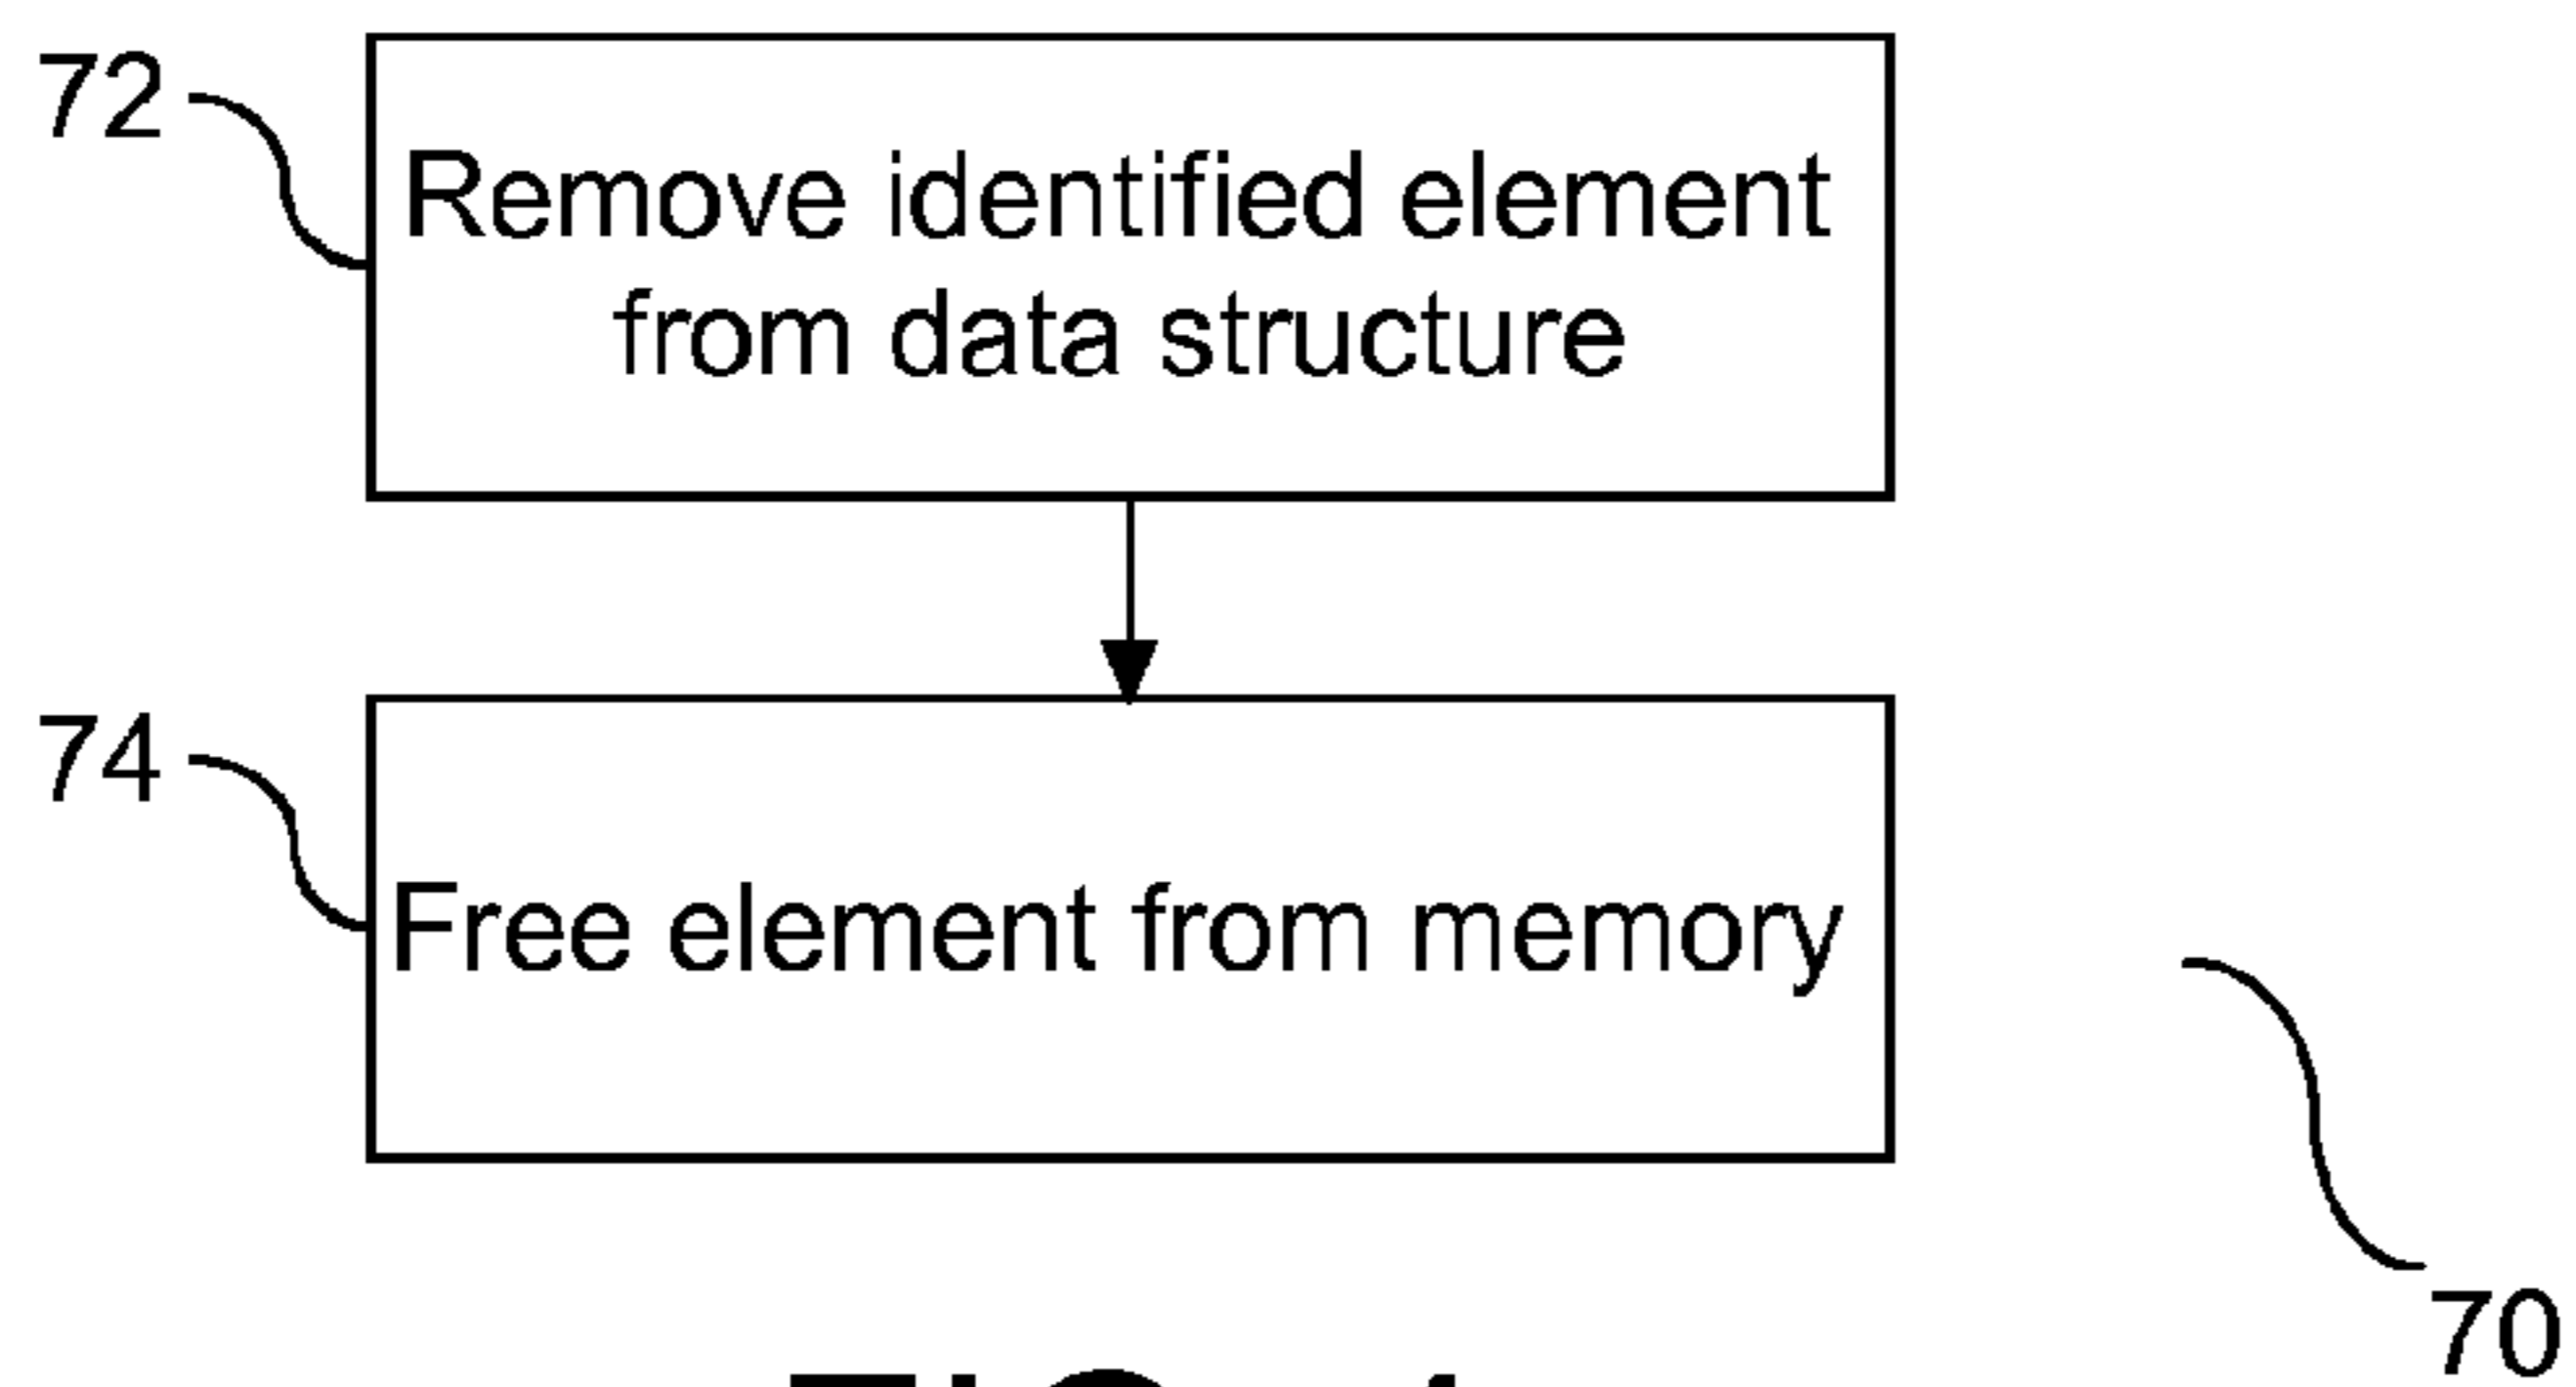 72
Remove identified element
from data structure
74
Free element from memory
70